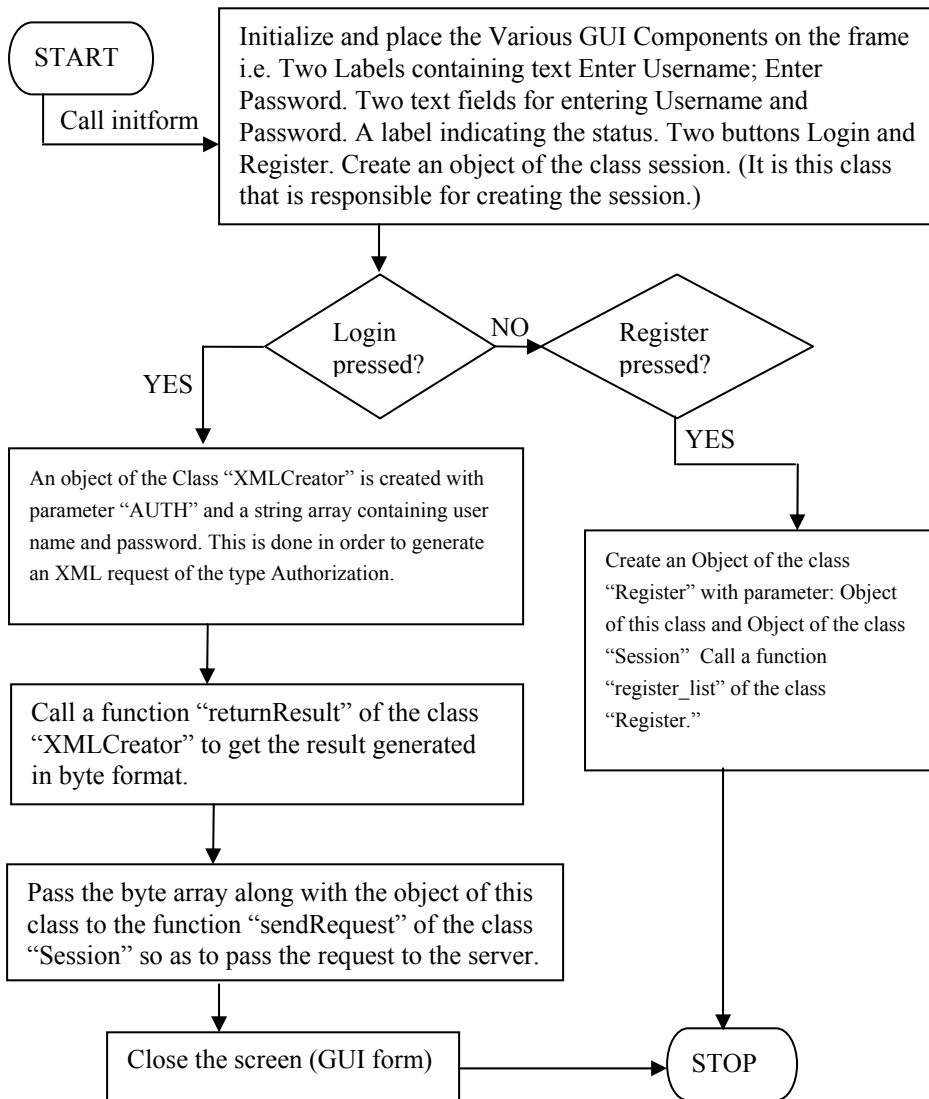 START
Call initform
Initialize and place the Various GUI Components on the frame
i.e. Two Labels containing text Enter Username; Enter
Password. Two text fields for entering Username and
Password. A label indicating the status. Two buttons Login and
Register. Create an object of the class session. (It is this class
that is responsible for creating the session.)
Login
pressed?
NO
Register
pressed?
YES
YES
An object of the Class “XMLCreator” is created with
parameter “AUTH” and a string array containing user
name and password. This is done in order to generate
an XML request of the type Authorization.
Create an Object of the class
“Register” with parameter: Object
of this class and Object of the class
“Session” Call a function
“register_list” of the class
“Register.”
Call a function “returnResult” of the class
“XMLCreator” to get the result generated
in byte format.
Pass the byte array along with the object of this
class to the function “sendRequest” of the class
“Session” so as to pass the request to the server.
Close the screen (GUI form)
STOP